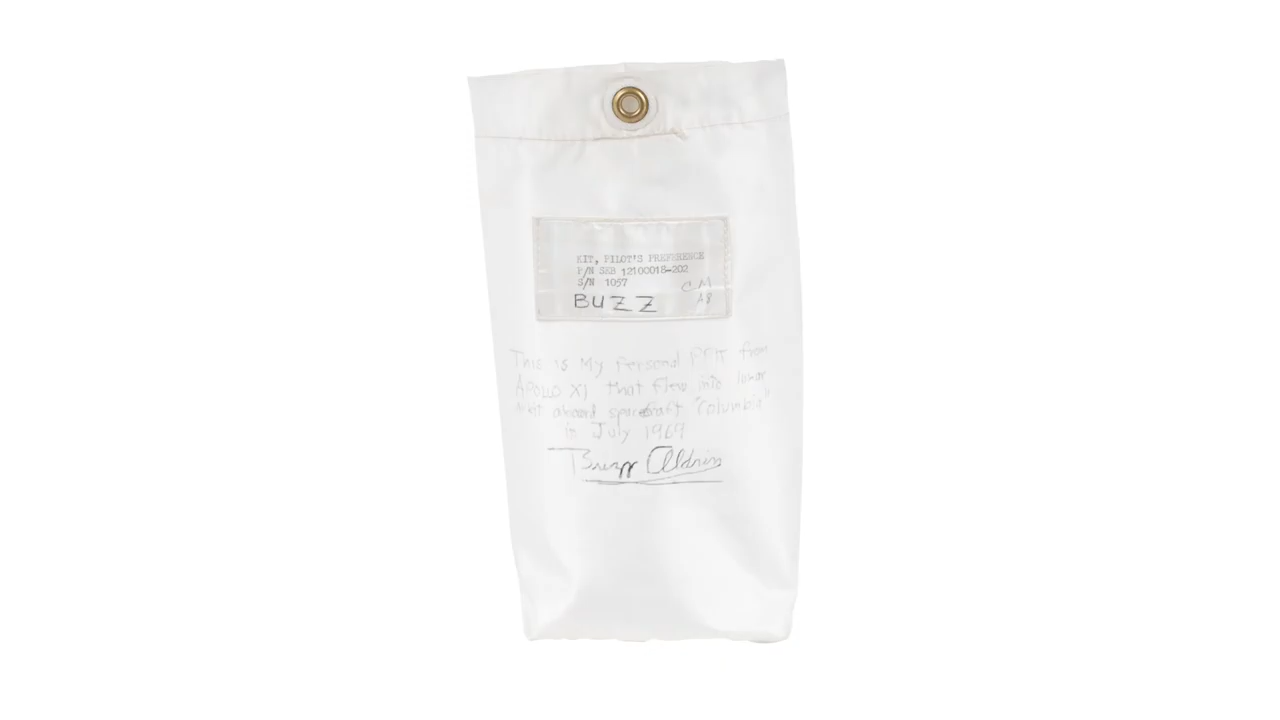 KIT, PILOT'S PREFERENCE
P/N SEB 12100018-202
S/N 1057
CM
BUZZ
A8
This is My Personal PPK from
APOLLO XI that flew into lunar
orbit aboard spacecraft "Columbia"
in July 1969
Buzz Aldrin